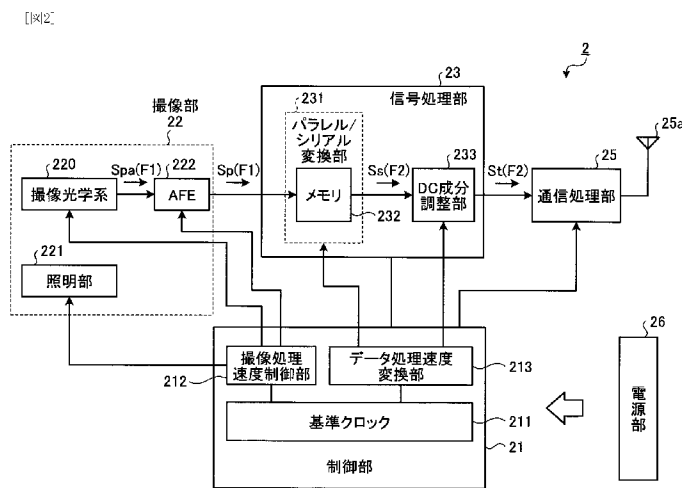 [図2]
2
23
信号処理部
231
パラレル/
シリアル
変換部
メモリ
232
Ss(F2)
233
DC成分
調整部
St(F2)
25
通信処理部
25a
撮像部
22
220
撮像光学系
Spa(F1)
222
AFE
Sp(F1)
221
照明部
撮像処理
速度制御部
212
データ処理速度
変換部
213
基準クロック
211
21
制御部
26
電源部